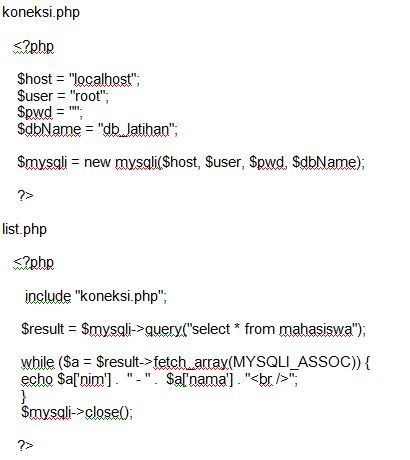 koneksi.php
<?php
$host = "localhost";
$user = "root";
$pwd = "";
$dbName = "db_latihan";
$mysqli = new mysqli($host, $user, $pwd, $dbName);
?>
list.php
<?php
include "koneksi.php";
$result = $mysqli->query("select * from mahasiswa");
while ($a = $result->fetch_array(MYSQLI_ASSOC)) {
echo $a['nim'] . " - " . $a['nama'] . "<br />";
}
$mysqli->close();
?>